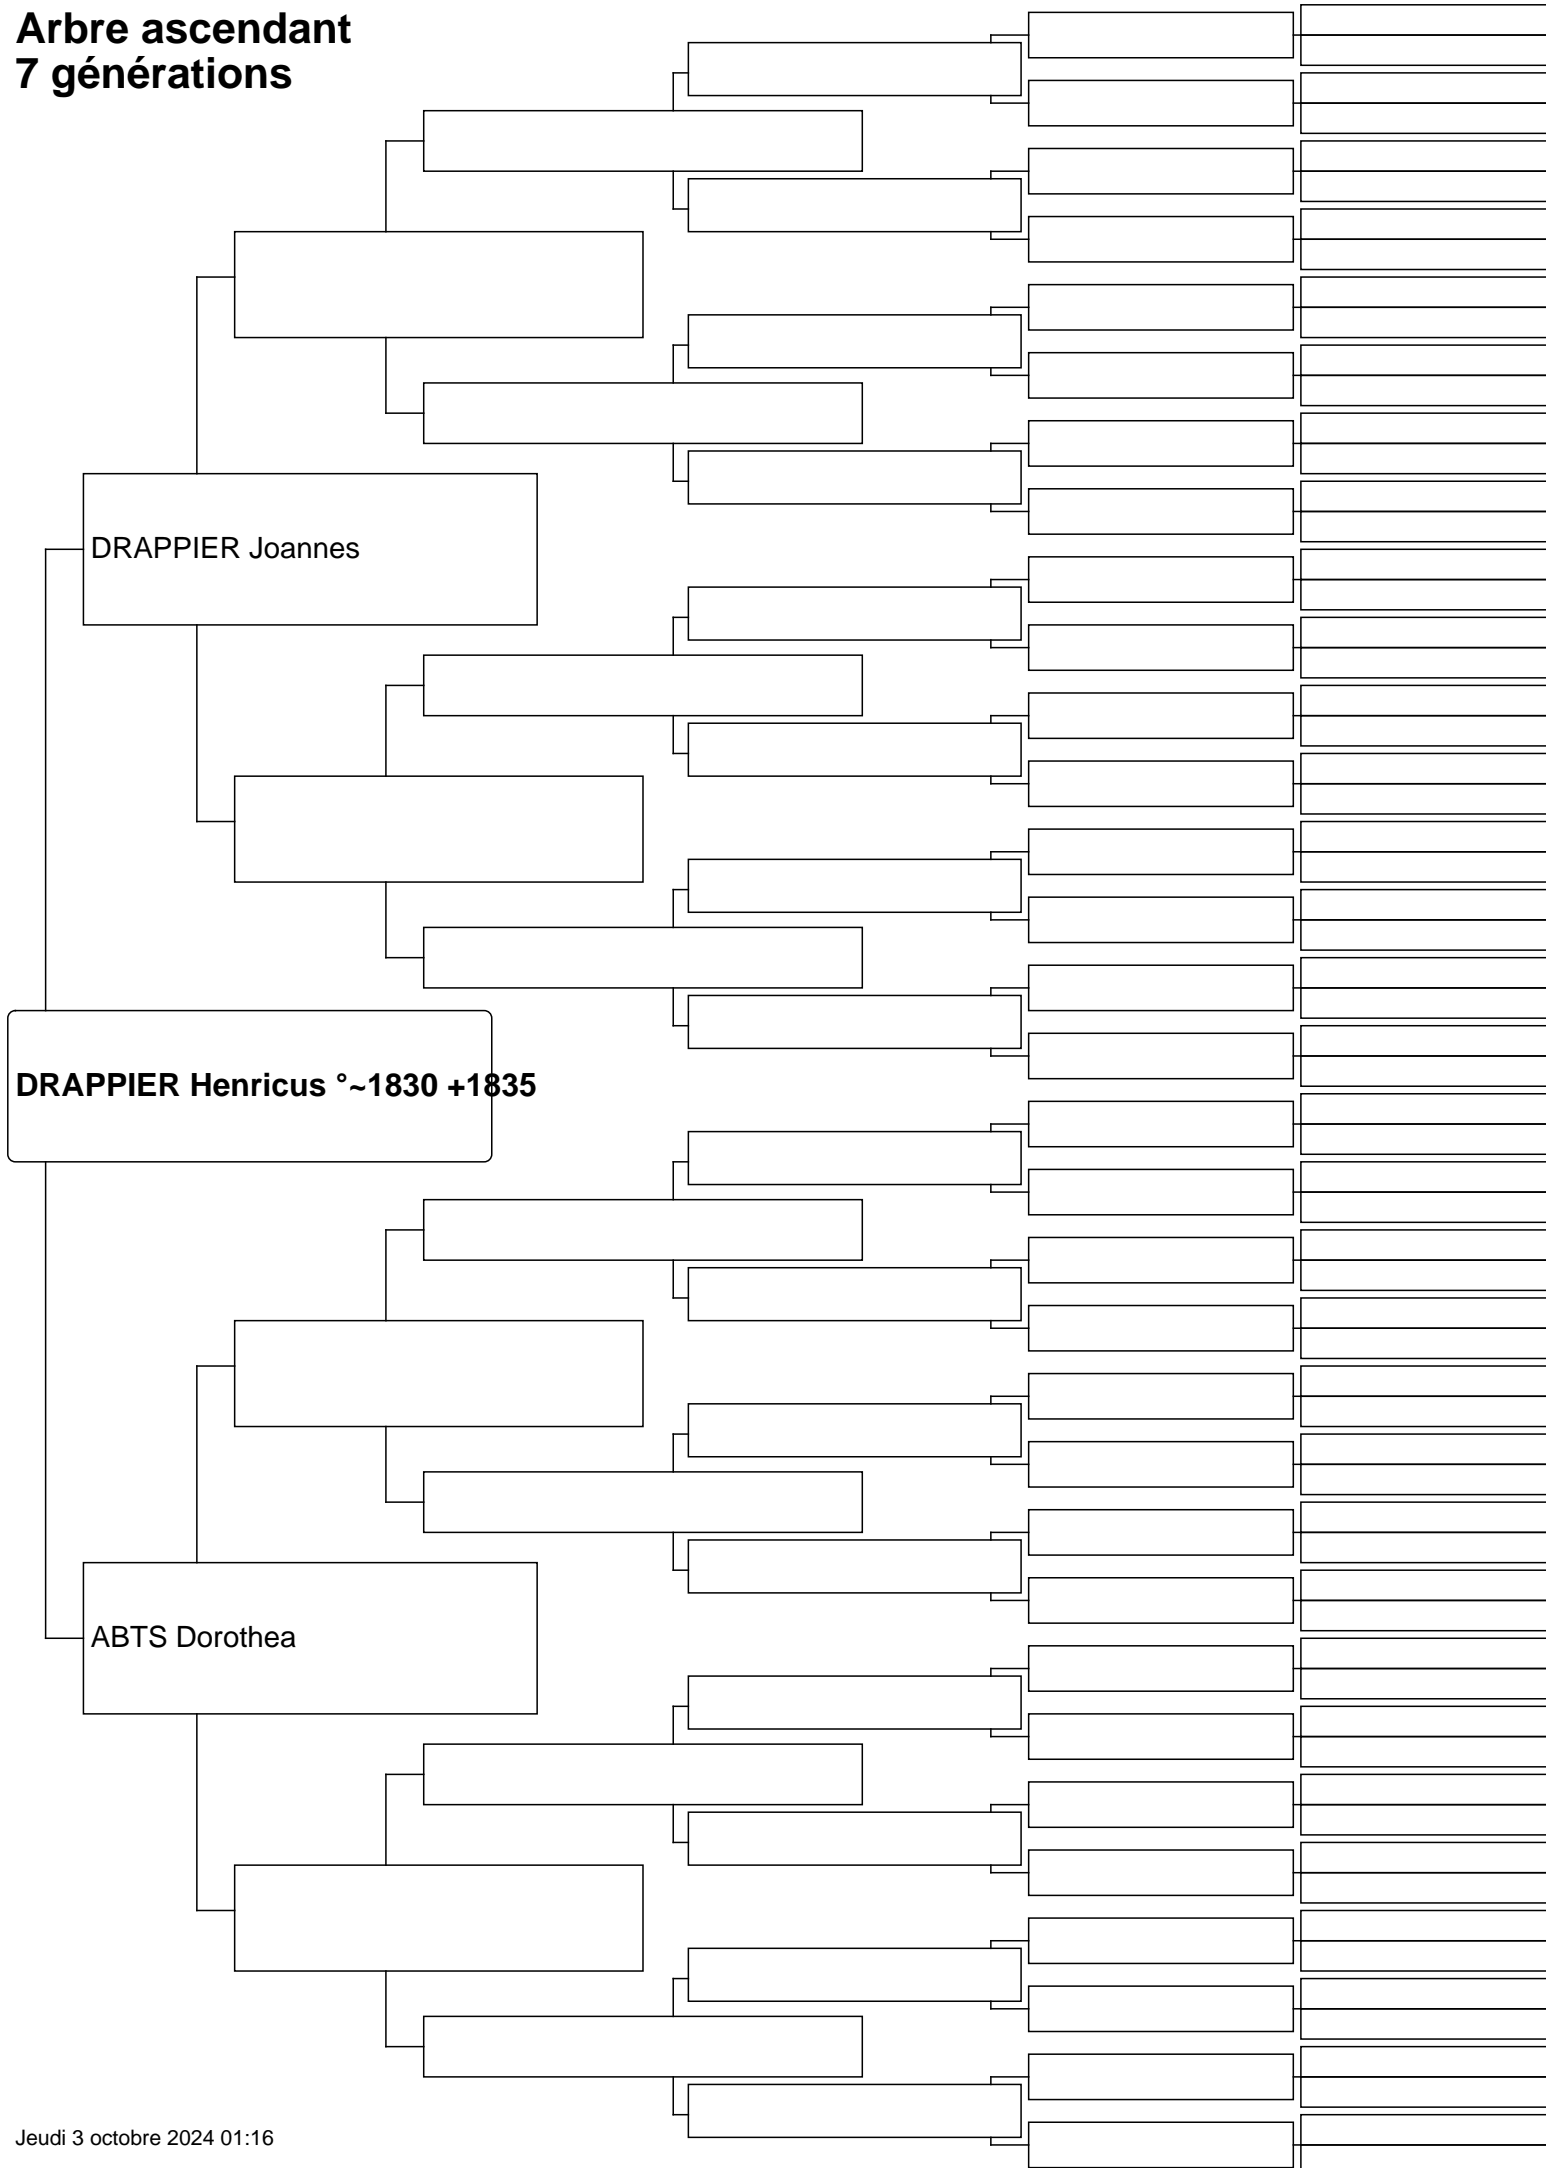 Arbre ascendant
7 générations
DRAPPIER Joannes
DRAPPIER Henricus °~1830 +1835
ABTS Dorothea
Jeudi 3 octobre 2024 01:16